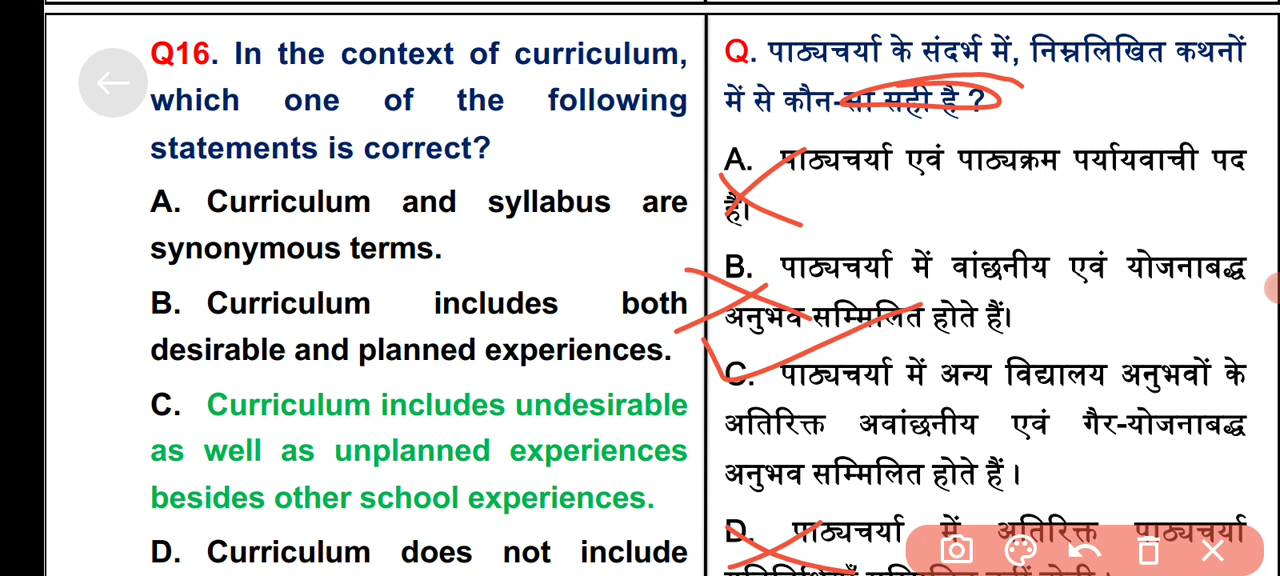 Q16. In the context of curriculum,
which one of the following
statements is correct?
A. Curriculum and syllabus are
synonymous terms.
B. Curriculum includes both
desirable and planned experiences.
C. Curriculum includes undesirable
as well as unplanned experiences
besides other school experiences.
D. Curriculum does not include
Q. पाठ्यचर्या के संदर्भ में, निम्नलिखित कथनों
में से कौन-सा सही है ?
A. पाठ्यचर्या एवं पाठ्यक्रम पर्यायवाची पद
हैं।
B. पाठ्यचर्या में वांछनीय एवं योजनाबद्ध
अनुभव सम्मिलित होते हैं।
C. पाठ्यचर्या में अन्य विद्यालय अनुभवों के
अतिरिक्त अवांछनीय एवं गैर-योजनाबद्ध
अनुभव सम्मिलित होते हैं ।
D. पाठ्यचर्या में अतिरिक्त पाठ्यचर्या